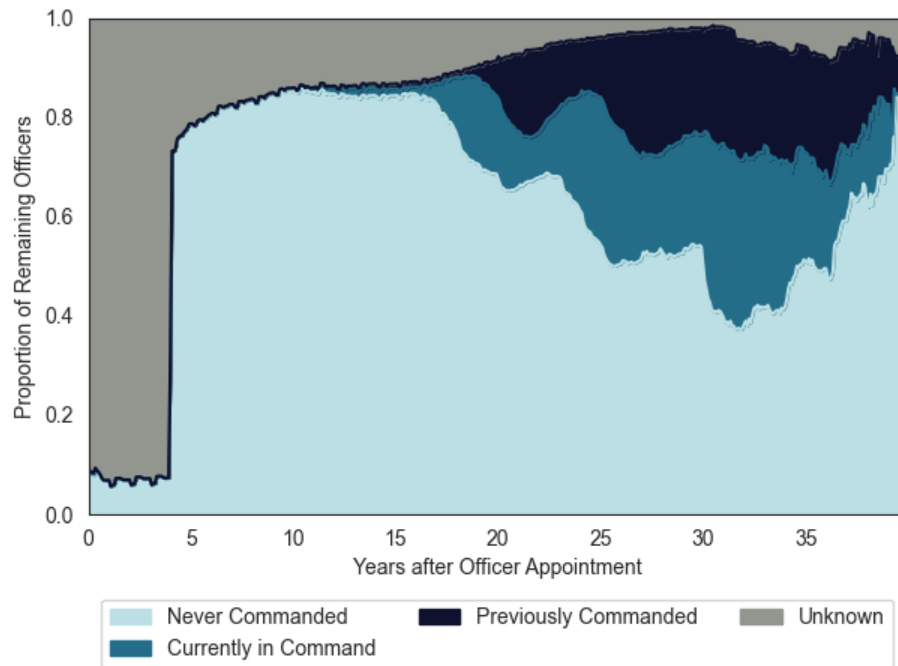 1.0
0.8
0.6
0.4
0.2
0.0
Proportion of Remaining Officers
0 5 10 15 20 25 30 35
Years after Officer Appointment
Never Commanded Previously Commanded Unknown
Currently in Command